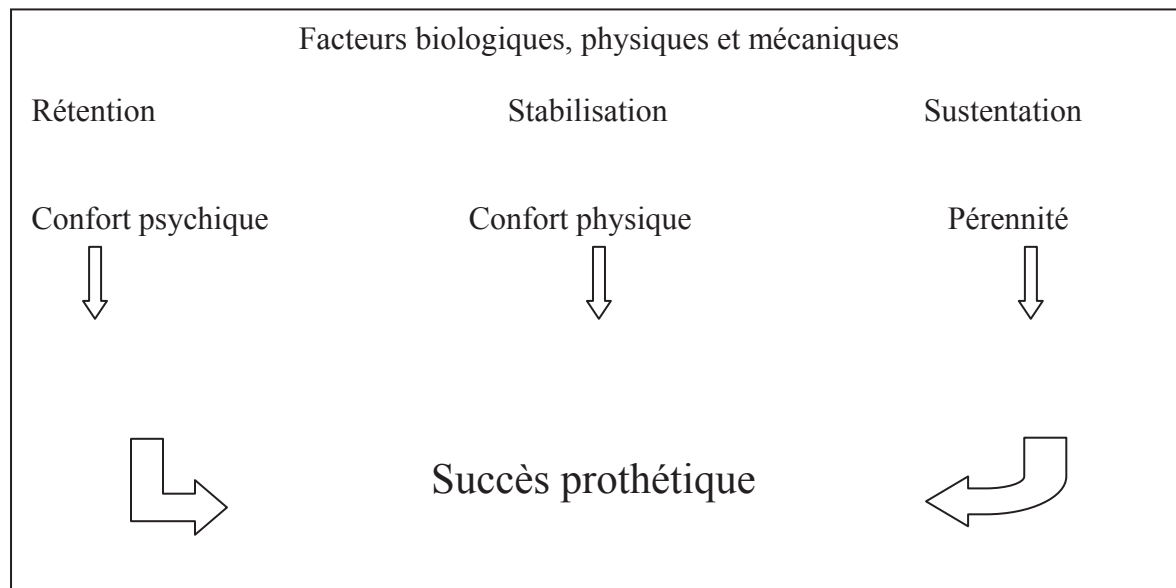 Facteurs biologiques, physiques et mécaniques
Rétention Stabilisation Sustentation
Confort psychique Confort physique Pérennité
Succès prothétique